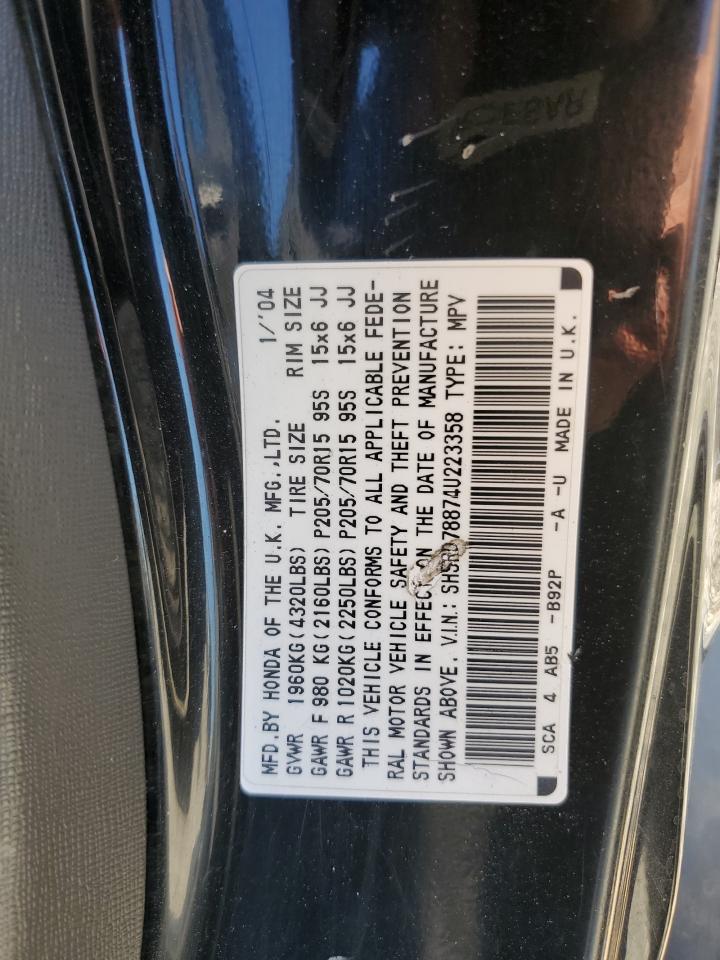 MFD.BY HONDA OF THE U.K. MFG.,LTD. 1/'04
GVWR 1960KG(4320LBS) TIRE SIZE RIM SIZE
GAWR F 980 KG(2160LBS) P205/70R15 95S 15x6 JJ
GAWR R 1020KG(2250LBS) P205/70R15 95S 15x6 JJ
THIS VEHICLE CONFORMS TO ALL APPLICABLE FEDE-
RAL MOTOR VEHICLE SAFETY AND THEFT PREVENTION
STANDARDS IN EFFECT ON THE DATE OF MANUFACTURE
SHOWN ABOVE. V.I.N.: TYPE: MPV
SCA 4 AB5 -B92P -A -U MADE IN U.K.